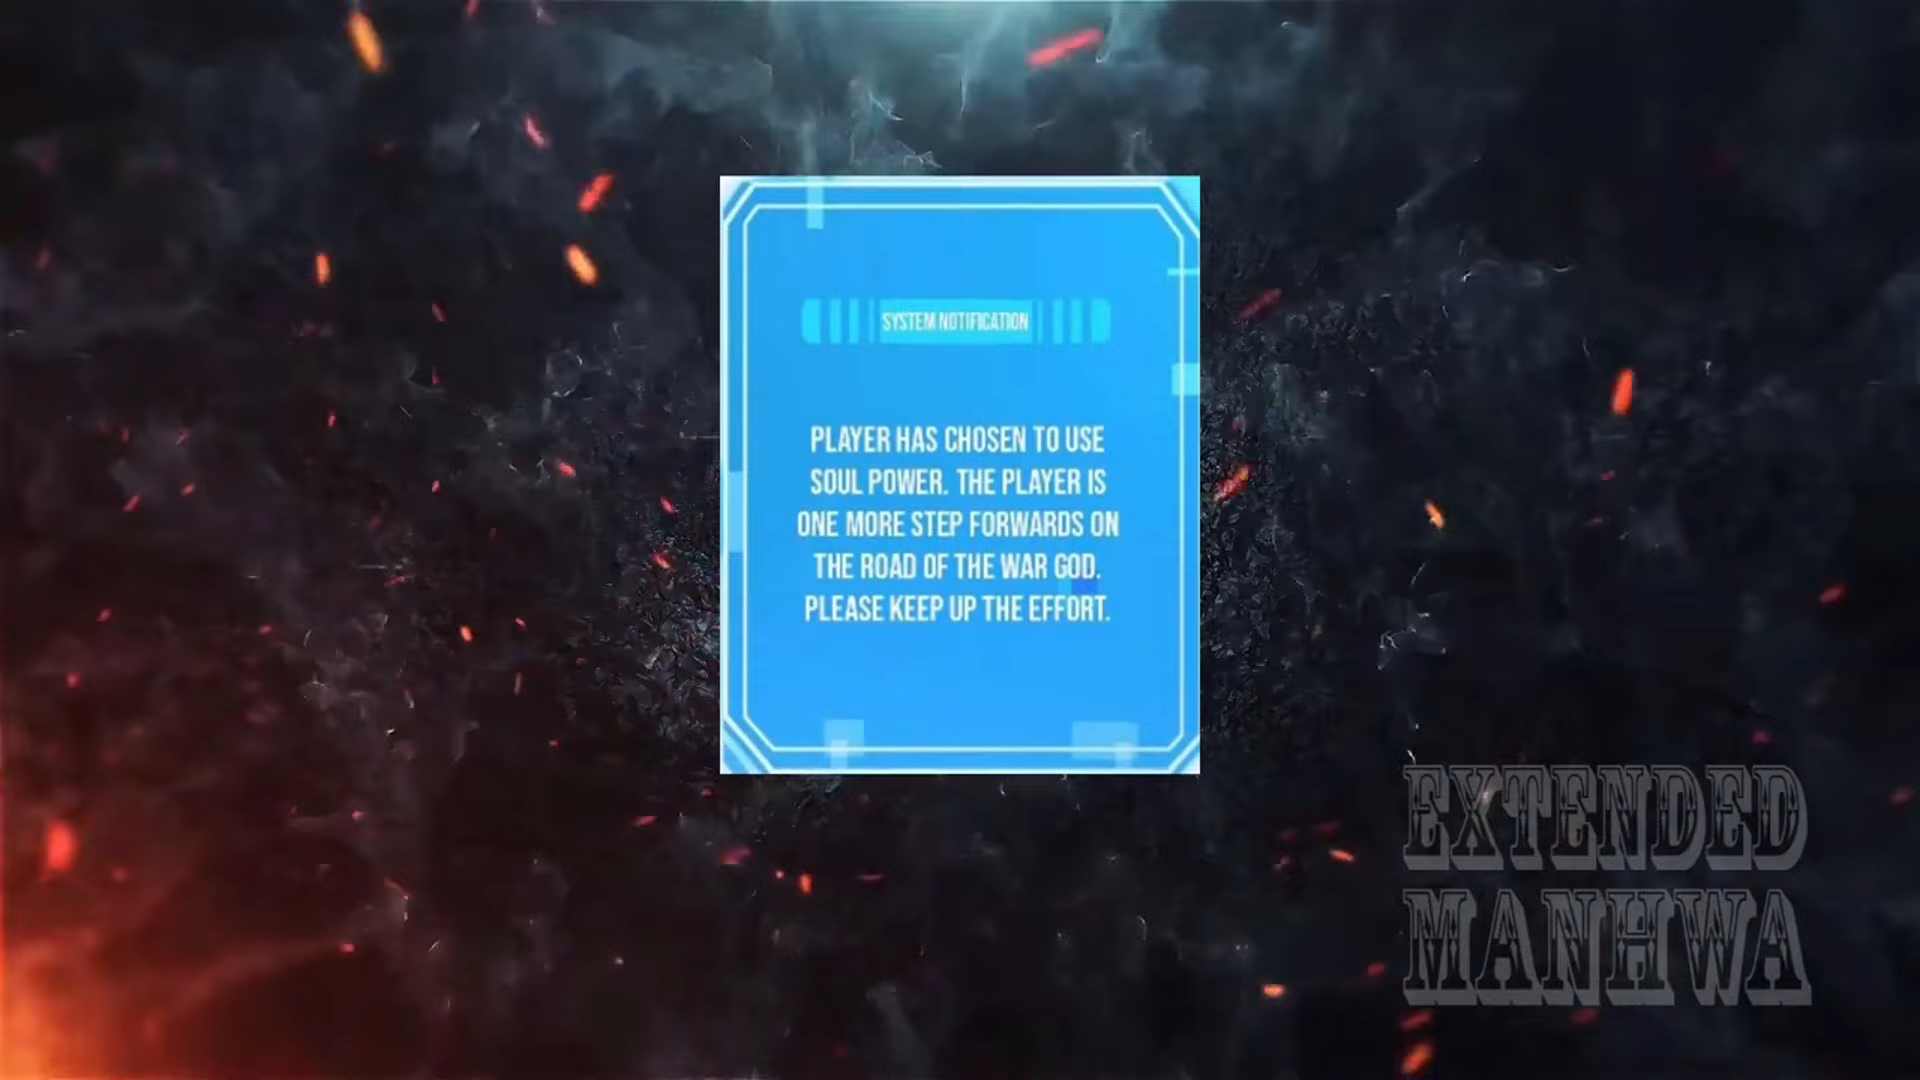 SYSTEM NOTIFICATION
PLAYER HAS CHOSEN TO USE
SOUL POWER. THE PLAYER IS
ONE MORE STEP FORWARDS ON
THE ROAD OF THE WAR GOD.
PLEASE KEEP UP THE EFFORT.
EXTENDED
MANHWA